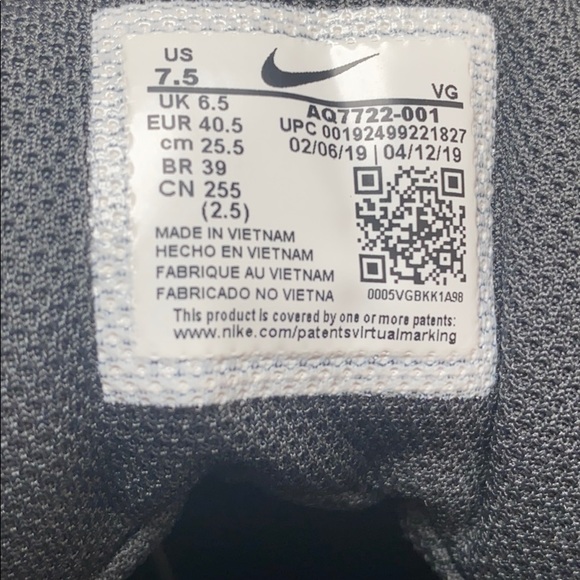 US
7.5
UK 6.5
EUR 40.5
cm 25.5
BR 39
CN 255
(2.5)
VG
AQ7722-001
UPC 00192499221827
02/06/19 | 04/12/19
MADE IN VIETNAM
HECHO EN VIETNAM
FABRIQUE AU VIETNAM
FABRICADO NO VIETNA
0005VGBKK1A98
This product is covered by one or more patents:
www.nike.com/patentsvirtualmarking